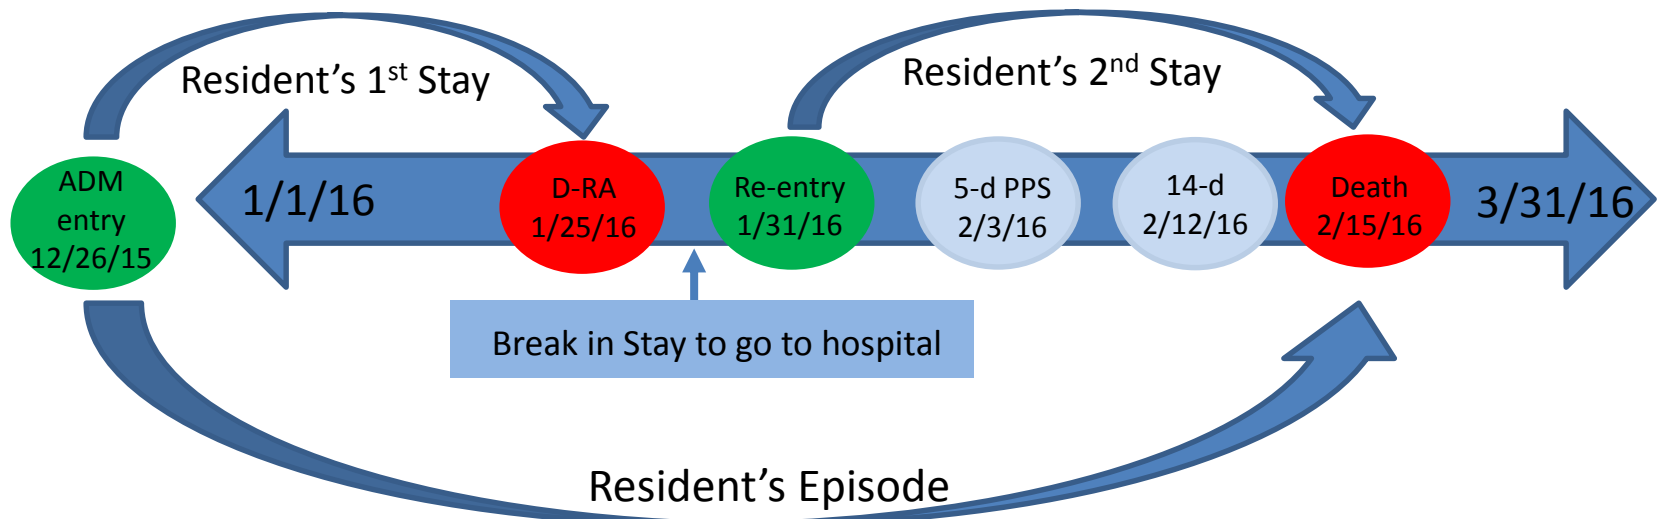 Resident's 1st Stay
Resident's 2nd Stay
ADM
entry
12/26/15
1/1/16
D-RA
1/25/16
Re-entry
1/31/16
5-d PPS
2/3/16
14-d
2/12/16
Death
2/15/16
3/31/16
Break in Stay to go to hospital
Resident's Episode